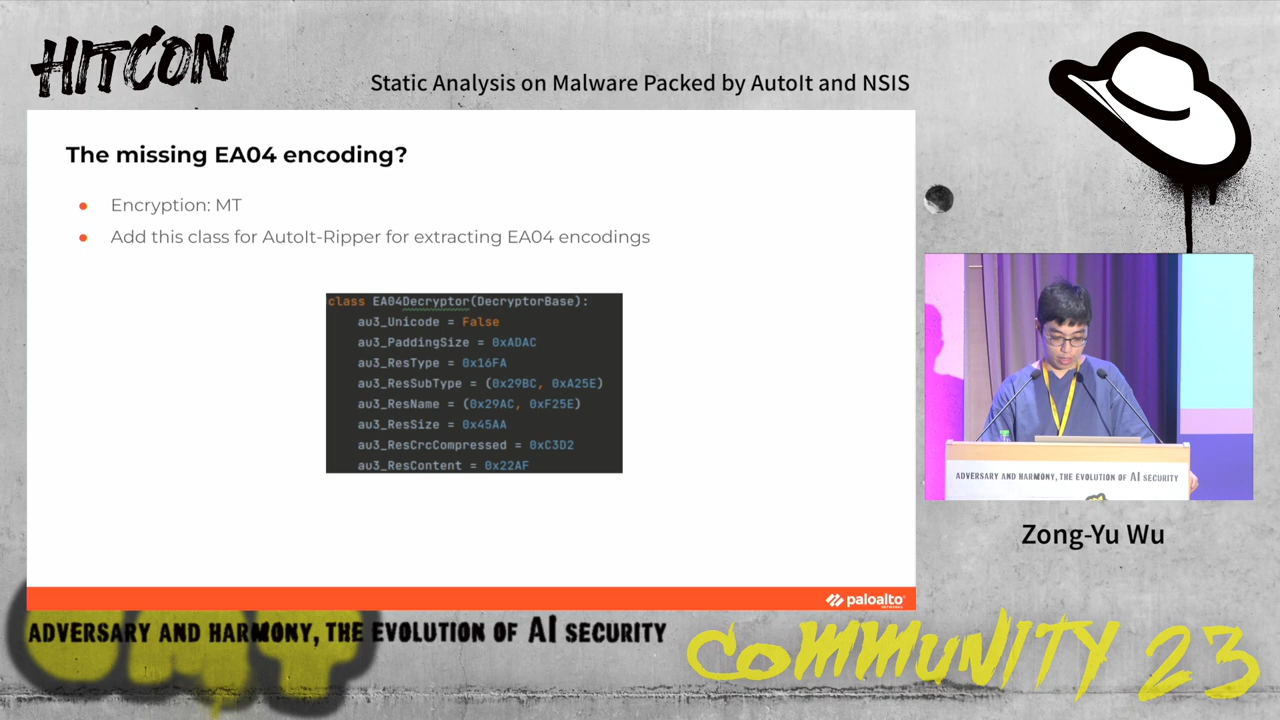 HITCON
Static Analysis on Malware Packed by AutoIt and NSIS
The missing EA04 encoding?
Encryption: MT
Add this class for AutoIt-Ripper for extracting EA04 encodings
class EA04Decryptor(DecryptorBase):
au3_Unicode = False
au3_PaddingSize = 0xADAC
au3_ResType = 0x16FA
au3_ResSubType = (0x29BC, 0xA25E)
au3_ResName = (0x29AC, 0xF25E)
au3_ResSize = 0x45AA
au3_ResCrcCompressed = 0xC3D2
au3_ResContent = 0x22AF
paloalto
NETWORKS
ADVERSARY AND HARMONY, THE EVOLUTION OF AI SECURITY
Zong-Yu Wu
ADVERSARY AND HARMONY, THE EVOLUTION OF AI SECURITY
COMMUNITY 23